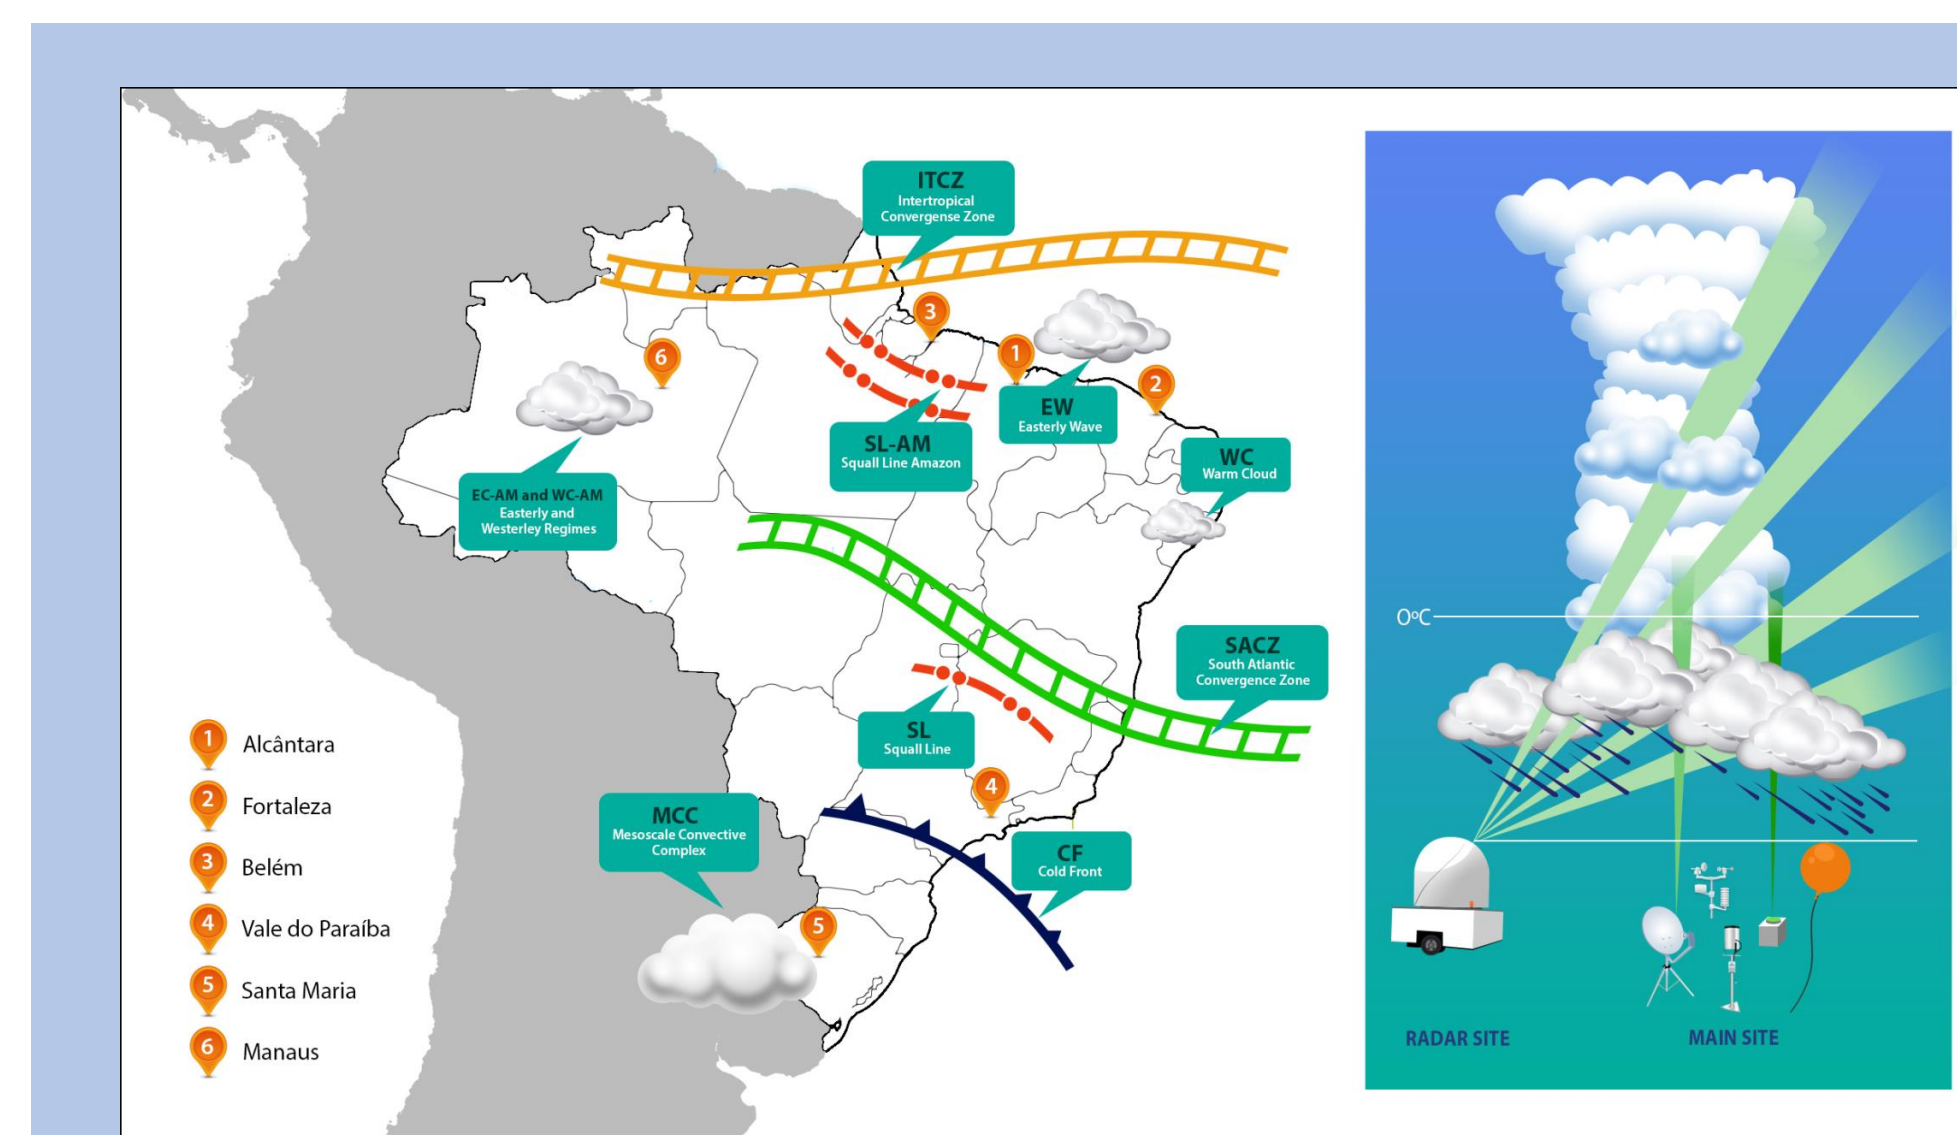 ITCZ
Intertropical
Convergense Zone
3
6
1
2
EW
Easterly Wave
SL-AM
Squall Line Amazon
WC
Warm Cloud
EC-AM and WC-AM
Easterly and
Westerley Regimes
SACZ
South Atlantic
Convergence Zone
SL
Squall Line
4
MCC
Mesoscale Convective
Complex
CF
Cold Front
5
1 Alcântara
2 Fortaleza
3 Belém
4 Vale do Paraíba
5 Santa Maria
6 Manaus
0ºC
RADAR SITE
MAIN SITE